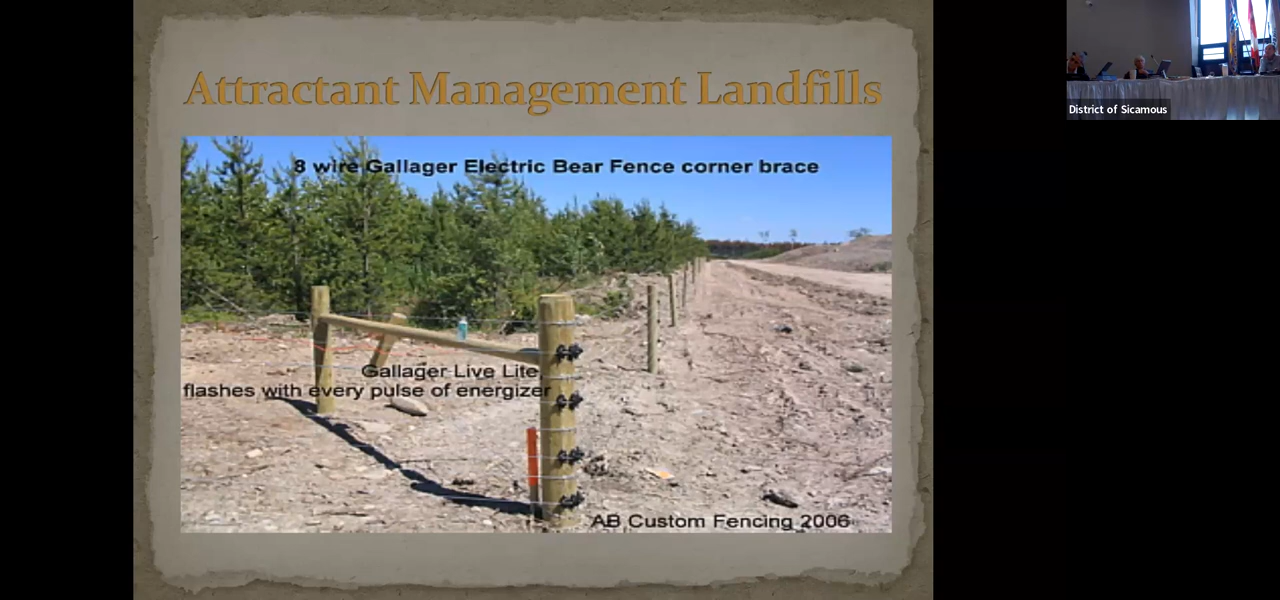 Attractant Management Landfills
8 wire Gallager Electric Bear Fence corner brace
Gallager Live Lite,
flashes with every pulse of energizer
AB Custom Fencing 2006
District of Sicamous